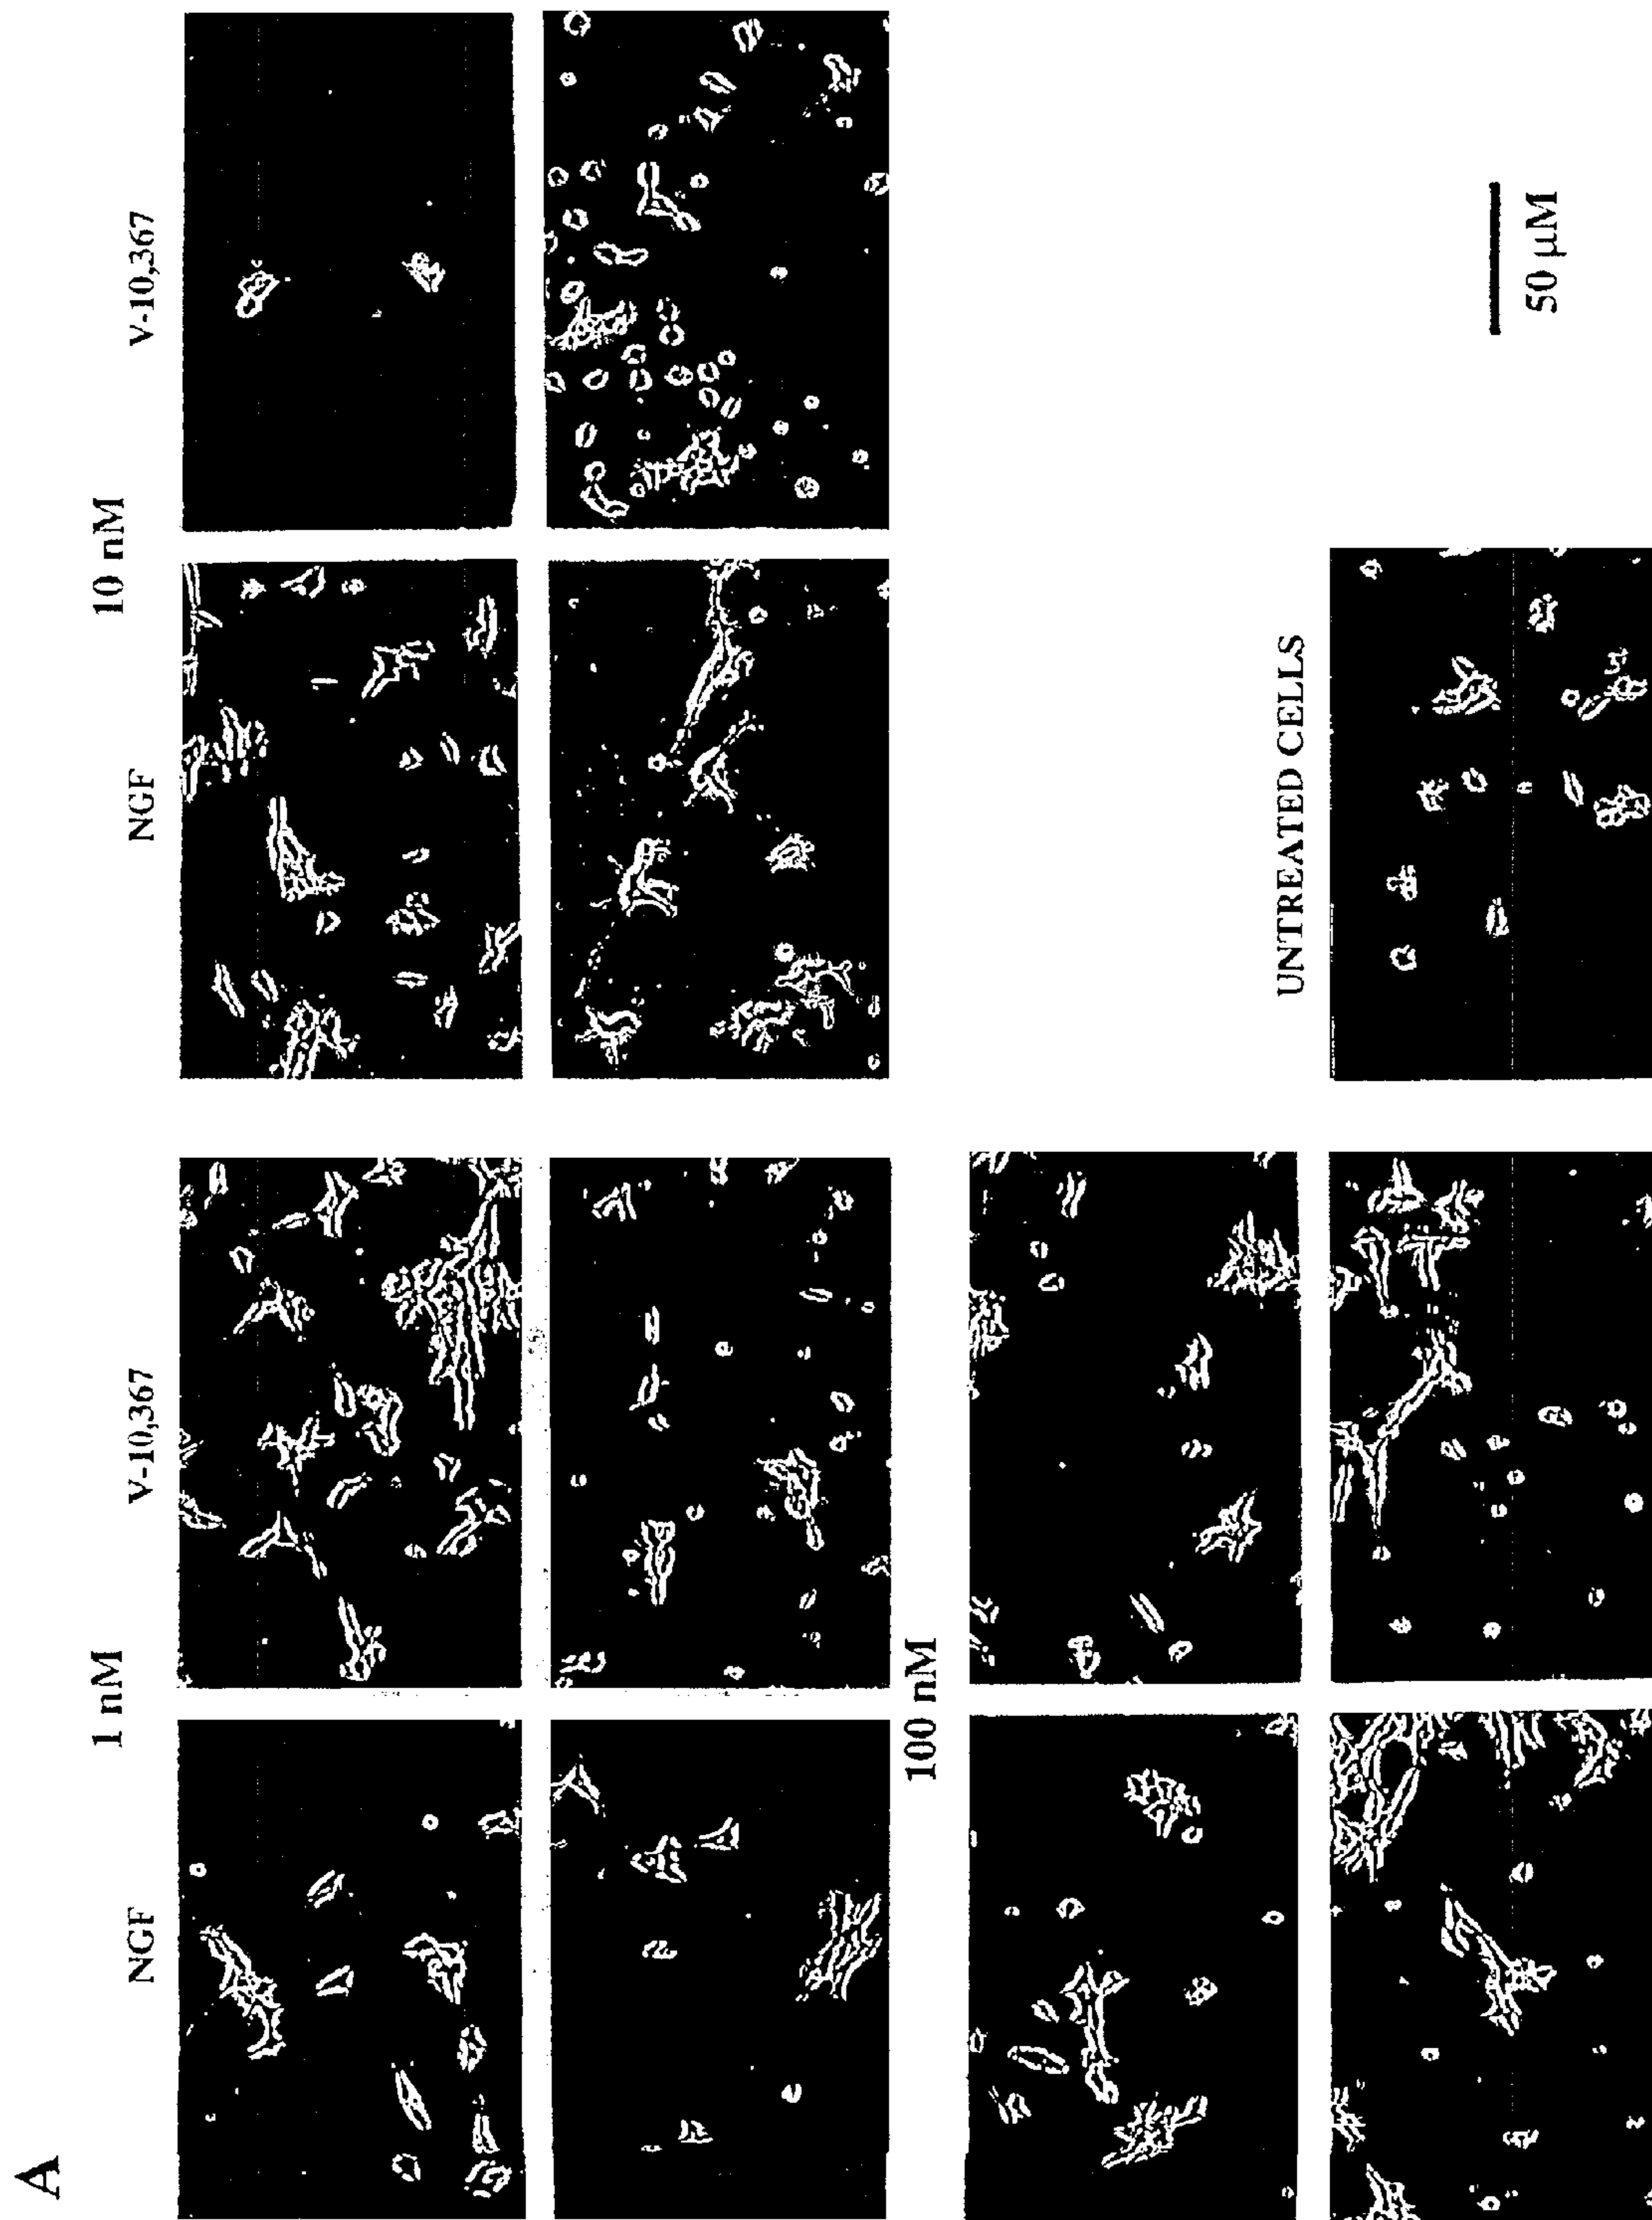 A
1 nM
10 nM
NGF
V-10,367
NGF
V-10,367
100 nM
UNTREATED CELLS
50 µM